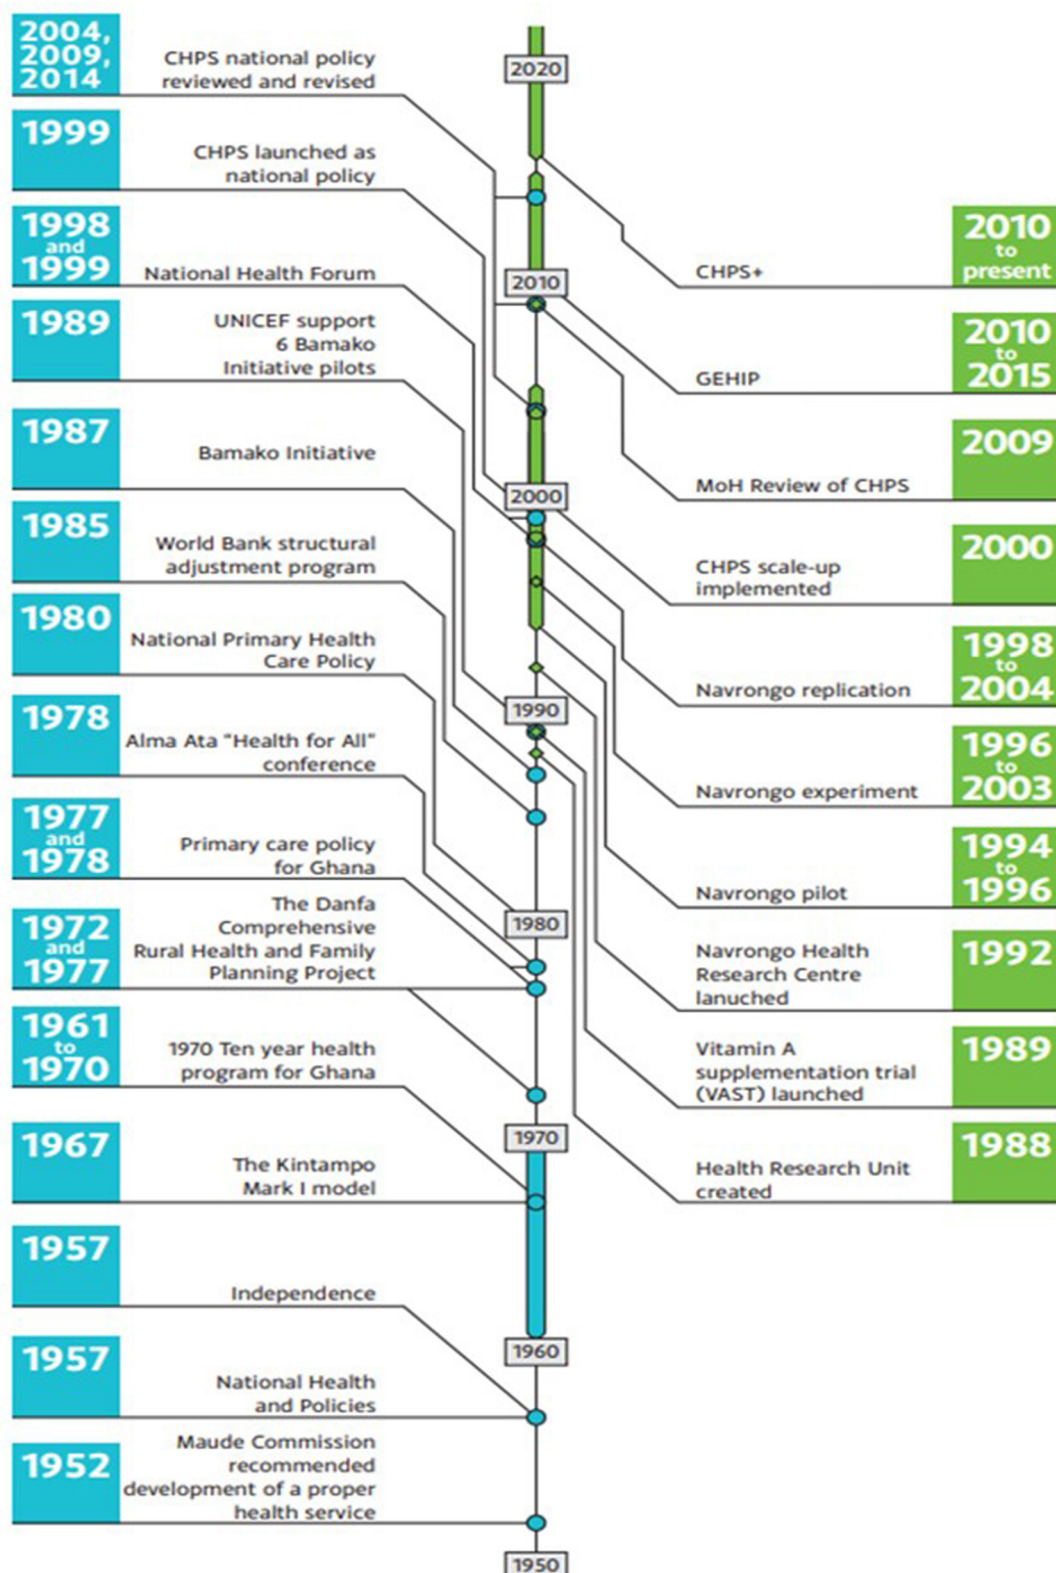 2004,
2009,
2014
CHPS national policy
reviewed and revised
1999
CHPS launched as
national policy
1998
and
1999
National Health Forum
1989
UNICEF support
6 Bamako
Initiative pilots
1987
Bamako Initiative
1985
World Bank structural
adjustment program
1980
National Primary Health
Care Policy
1978
Alma Ata "Health for All"
conference
1977
and
1978
Primary care policy
for Ghana
1972
and
1977
The Danfa
Comprehensive
Rural Health and Family
Planning Project
1961
to
1970
1970 Ten year health
program for Ghana
1967
The Kintampo
Mark I model
1957
Independence
1957
National Health
and Policies
1952
Maude Commission
recommended
development of a proper
health service
2020
2010
2000
1990
1980
1970
1960
1950
CHPS+
2010
to
present
GEHIP
2010
to
2015
MoH Review of CHPS
2009
CHPS scale-up
implemented
2000
Navrongo replication
1998
to
2004
Navrongo experiment
1996
to
2003
Navrongo pilot
1994
to
1996
Navrongo Health
Research Centre
lanuched
1992
Vitamin A
supplementation trial
(VAST) launched
1989
Health Research Unit
created
1988